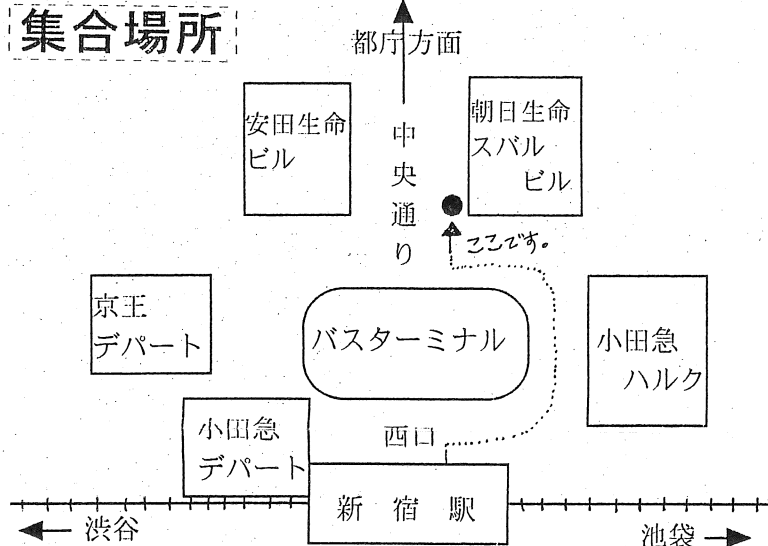 集合場所
都庁方面
安田生命
ビル
中央通り
朝日生命
スバル
ビル
ここです。
京王
デパート
バスターミナル
小田急
ハルク
小田急
デパート
西口
新宿駅
渋谷
池袋